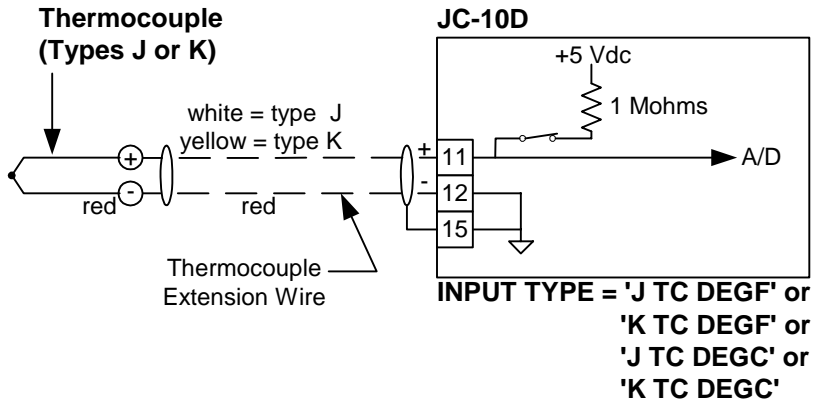 Thermocouple
(Types J or K)
JC-10D
+5 Vdc
1 Mohms
white = type J
yellow = type K
+
+
11
A/D
-
-
12
red
red
15
Thermocouple
Extension Wire
INPUT TYPE = 'J TC DEGF' or
'K TC DEGF' or
'J TC DEGC' or
'K TC DEGC'